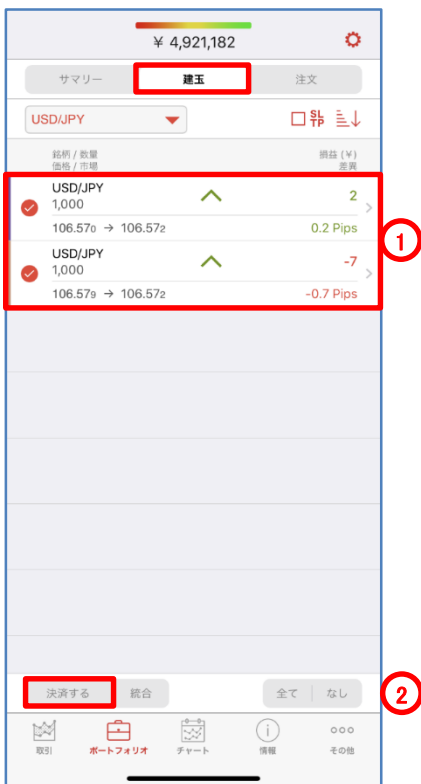 ¥ 4,921,182
サマリー 建玉 注文
USD/JPY SL TP
銘柄 / 数量 損益 (¥)
価格 / 市場 差異
USD/JPY
1,000 2
106.570 → 106.572 0.2 Pips
1
USD/JPY
1,000 -7
106.579 → 106.572 -0.7 Pips
決済する 統合 全て なし
2
取引 ポートフォリオ チャート 情報 その他